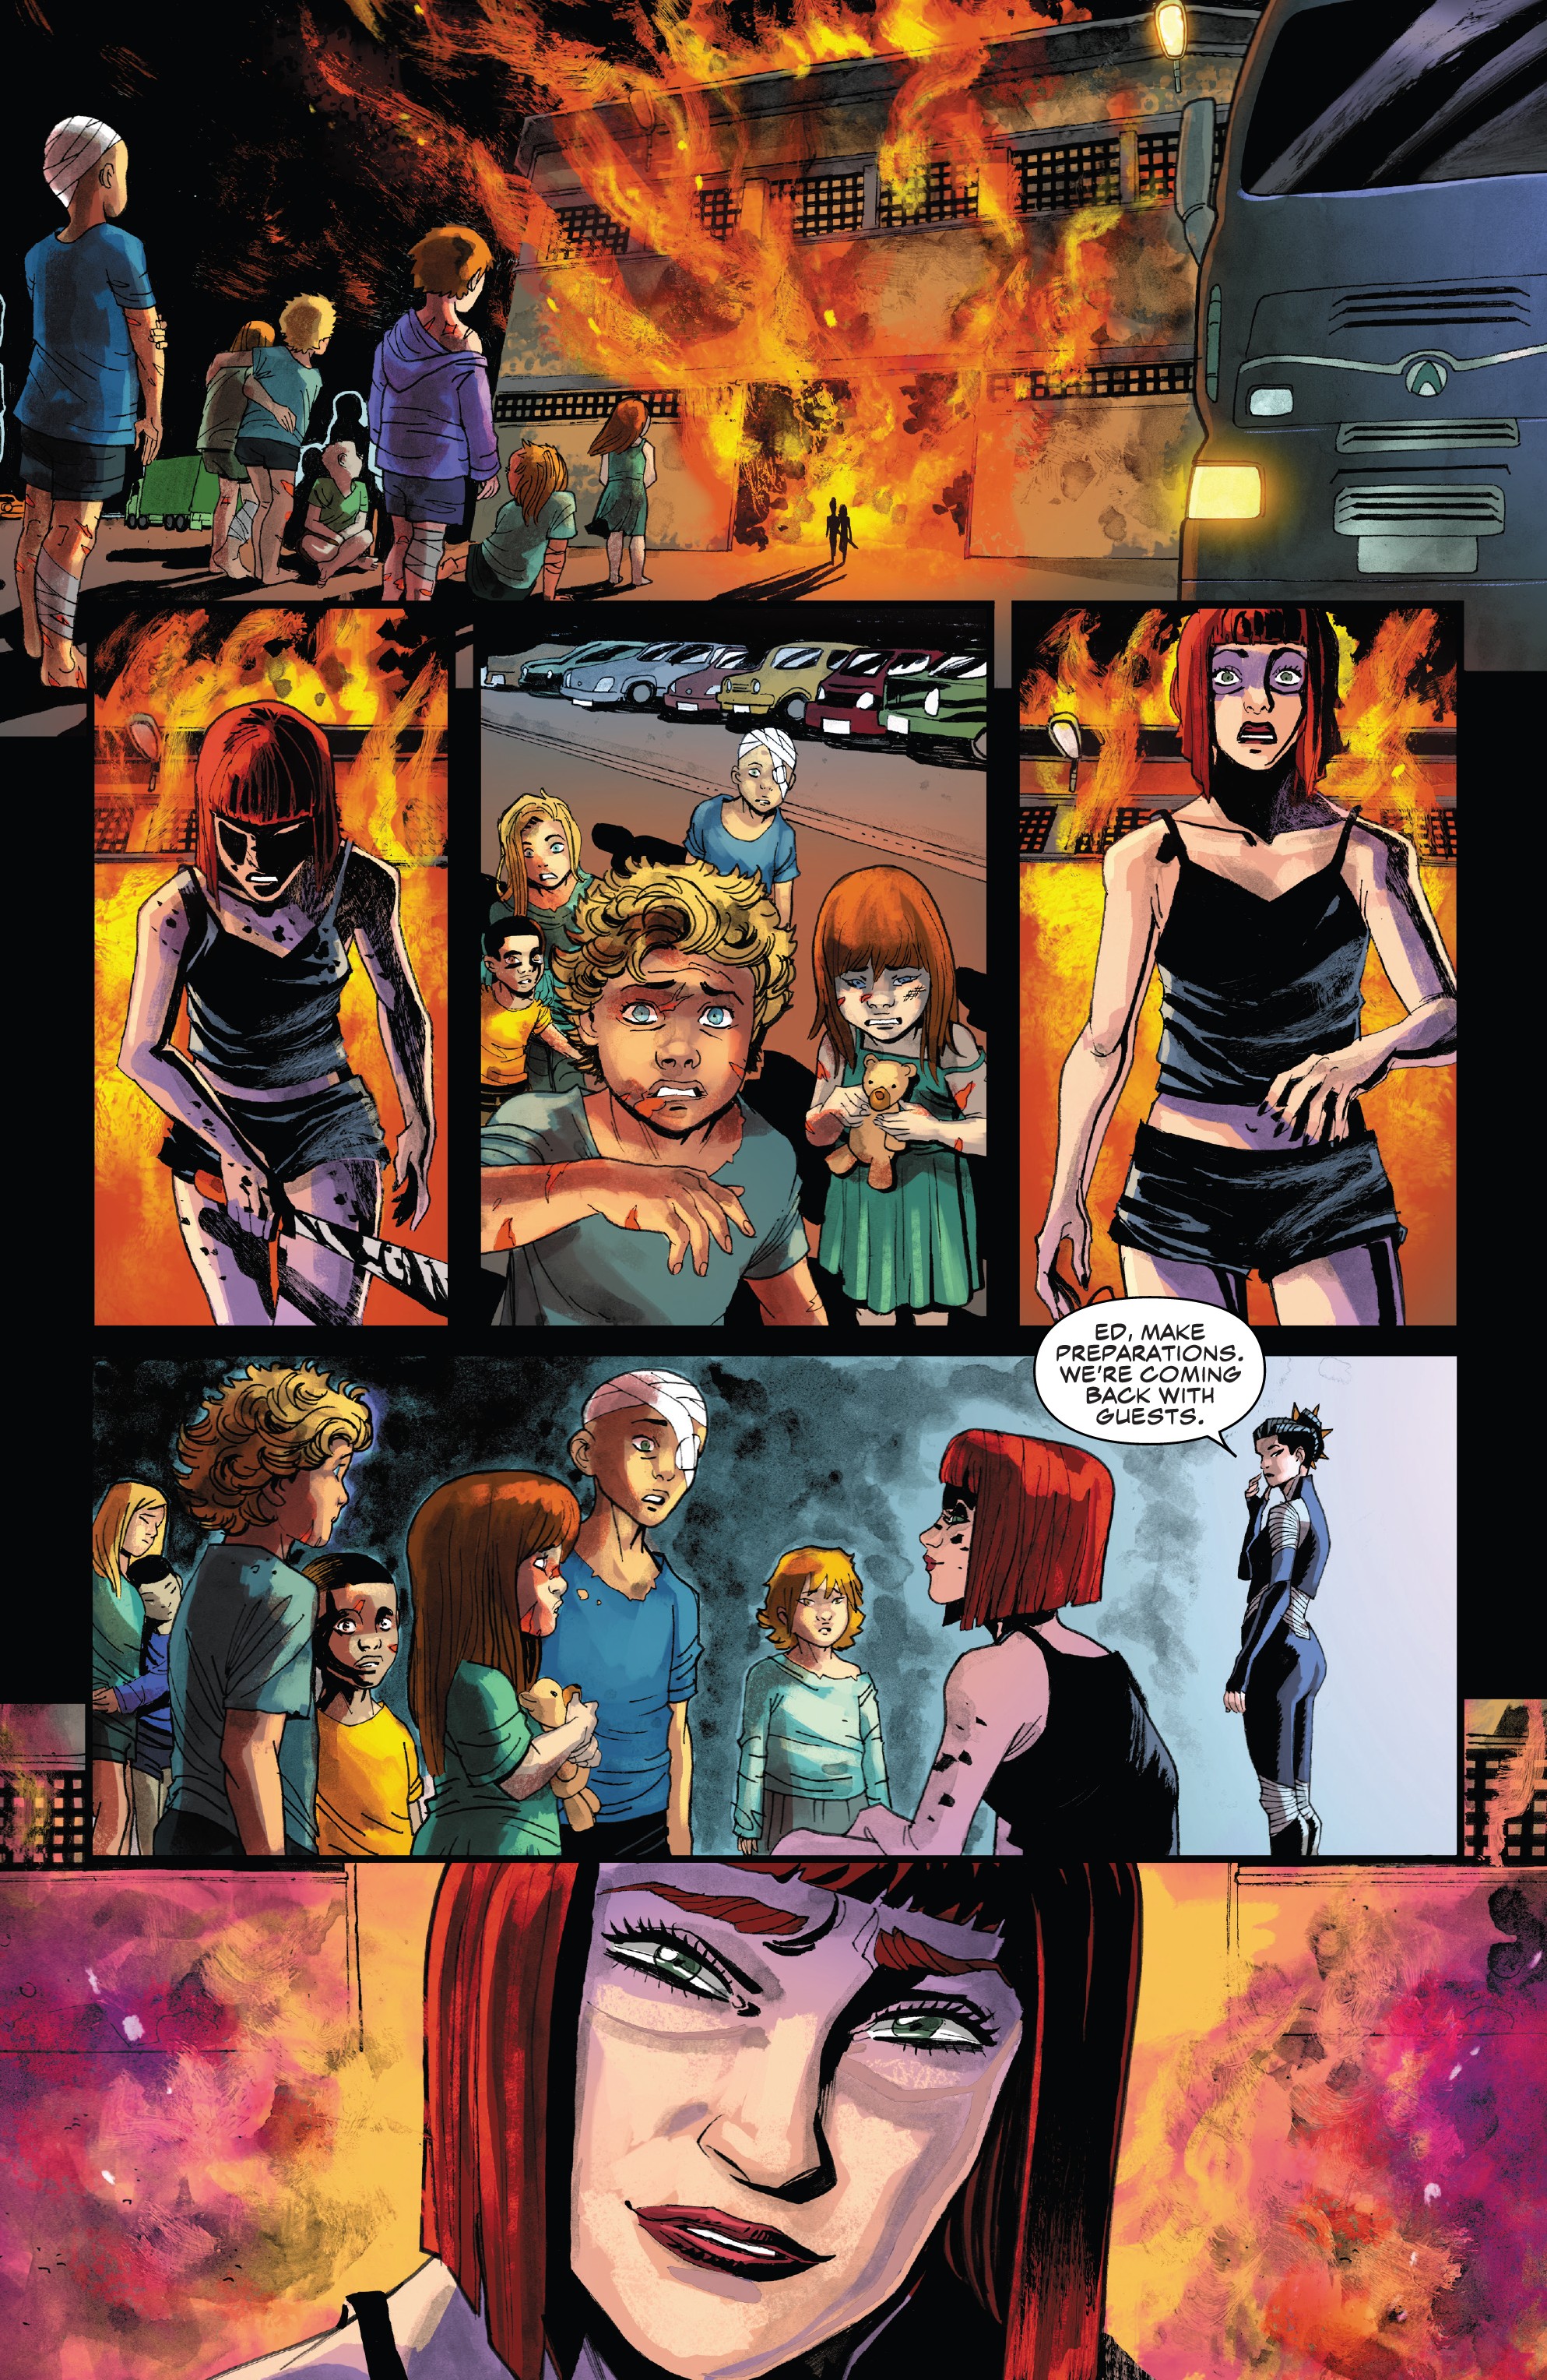 ED, MAKE
PREPARATIONS.
WE'RE COMING
BACK WITH
GUESTS.